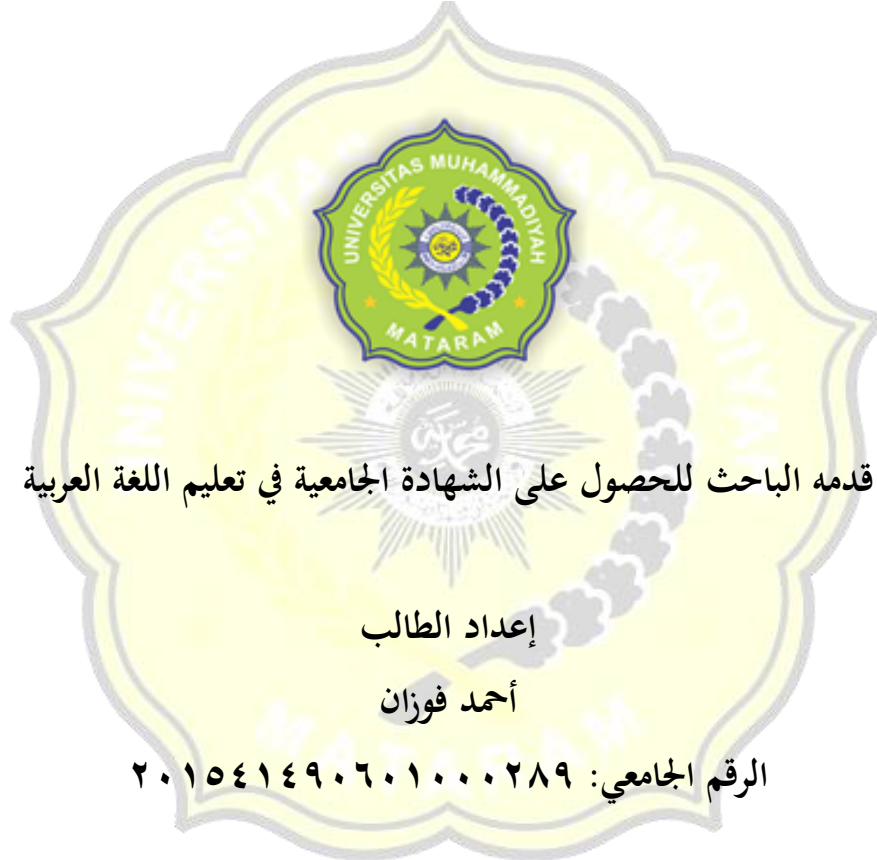 UNIVERSITAS MUHAMMADIYAH
MATARAM
قدمه الباحث للحصول على الشهادة الجامعية في تعليم اللغة العربية
إعداد الطالب
أحمد فوزان
الرقم الجامعي: ٢٠١٥٤١٤٩٠٦٠١٠٠٠٢٨٩